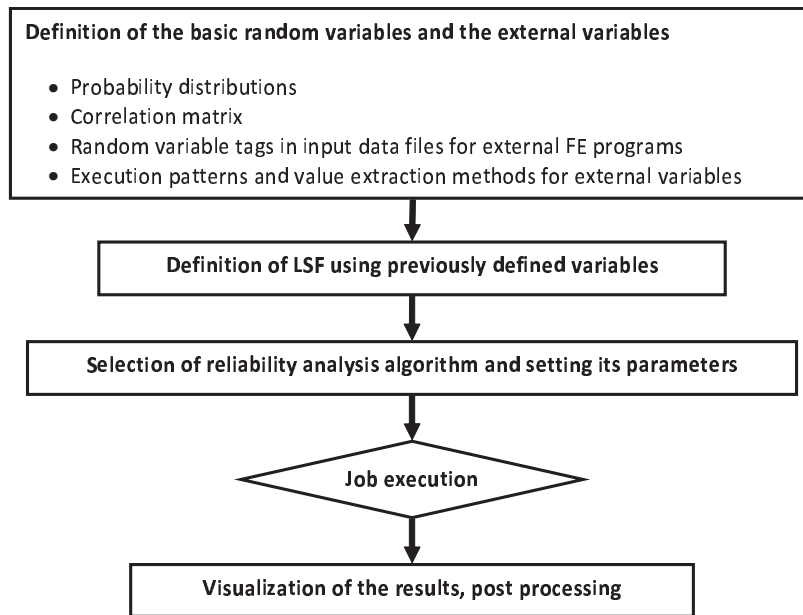 Definition of the basic random variables and the external variables
• Probability distributions
• Correlation matrix
• Random variable tags in input data files for external FE programs
• Execution patterns and value extraction methods for external variables
Definition of LSF using previously defined variables
Selection of reliability analysis algorithm and setting its parameters
Job execution
Visualization of the results, post processing